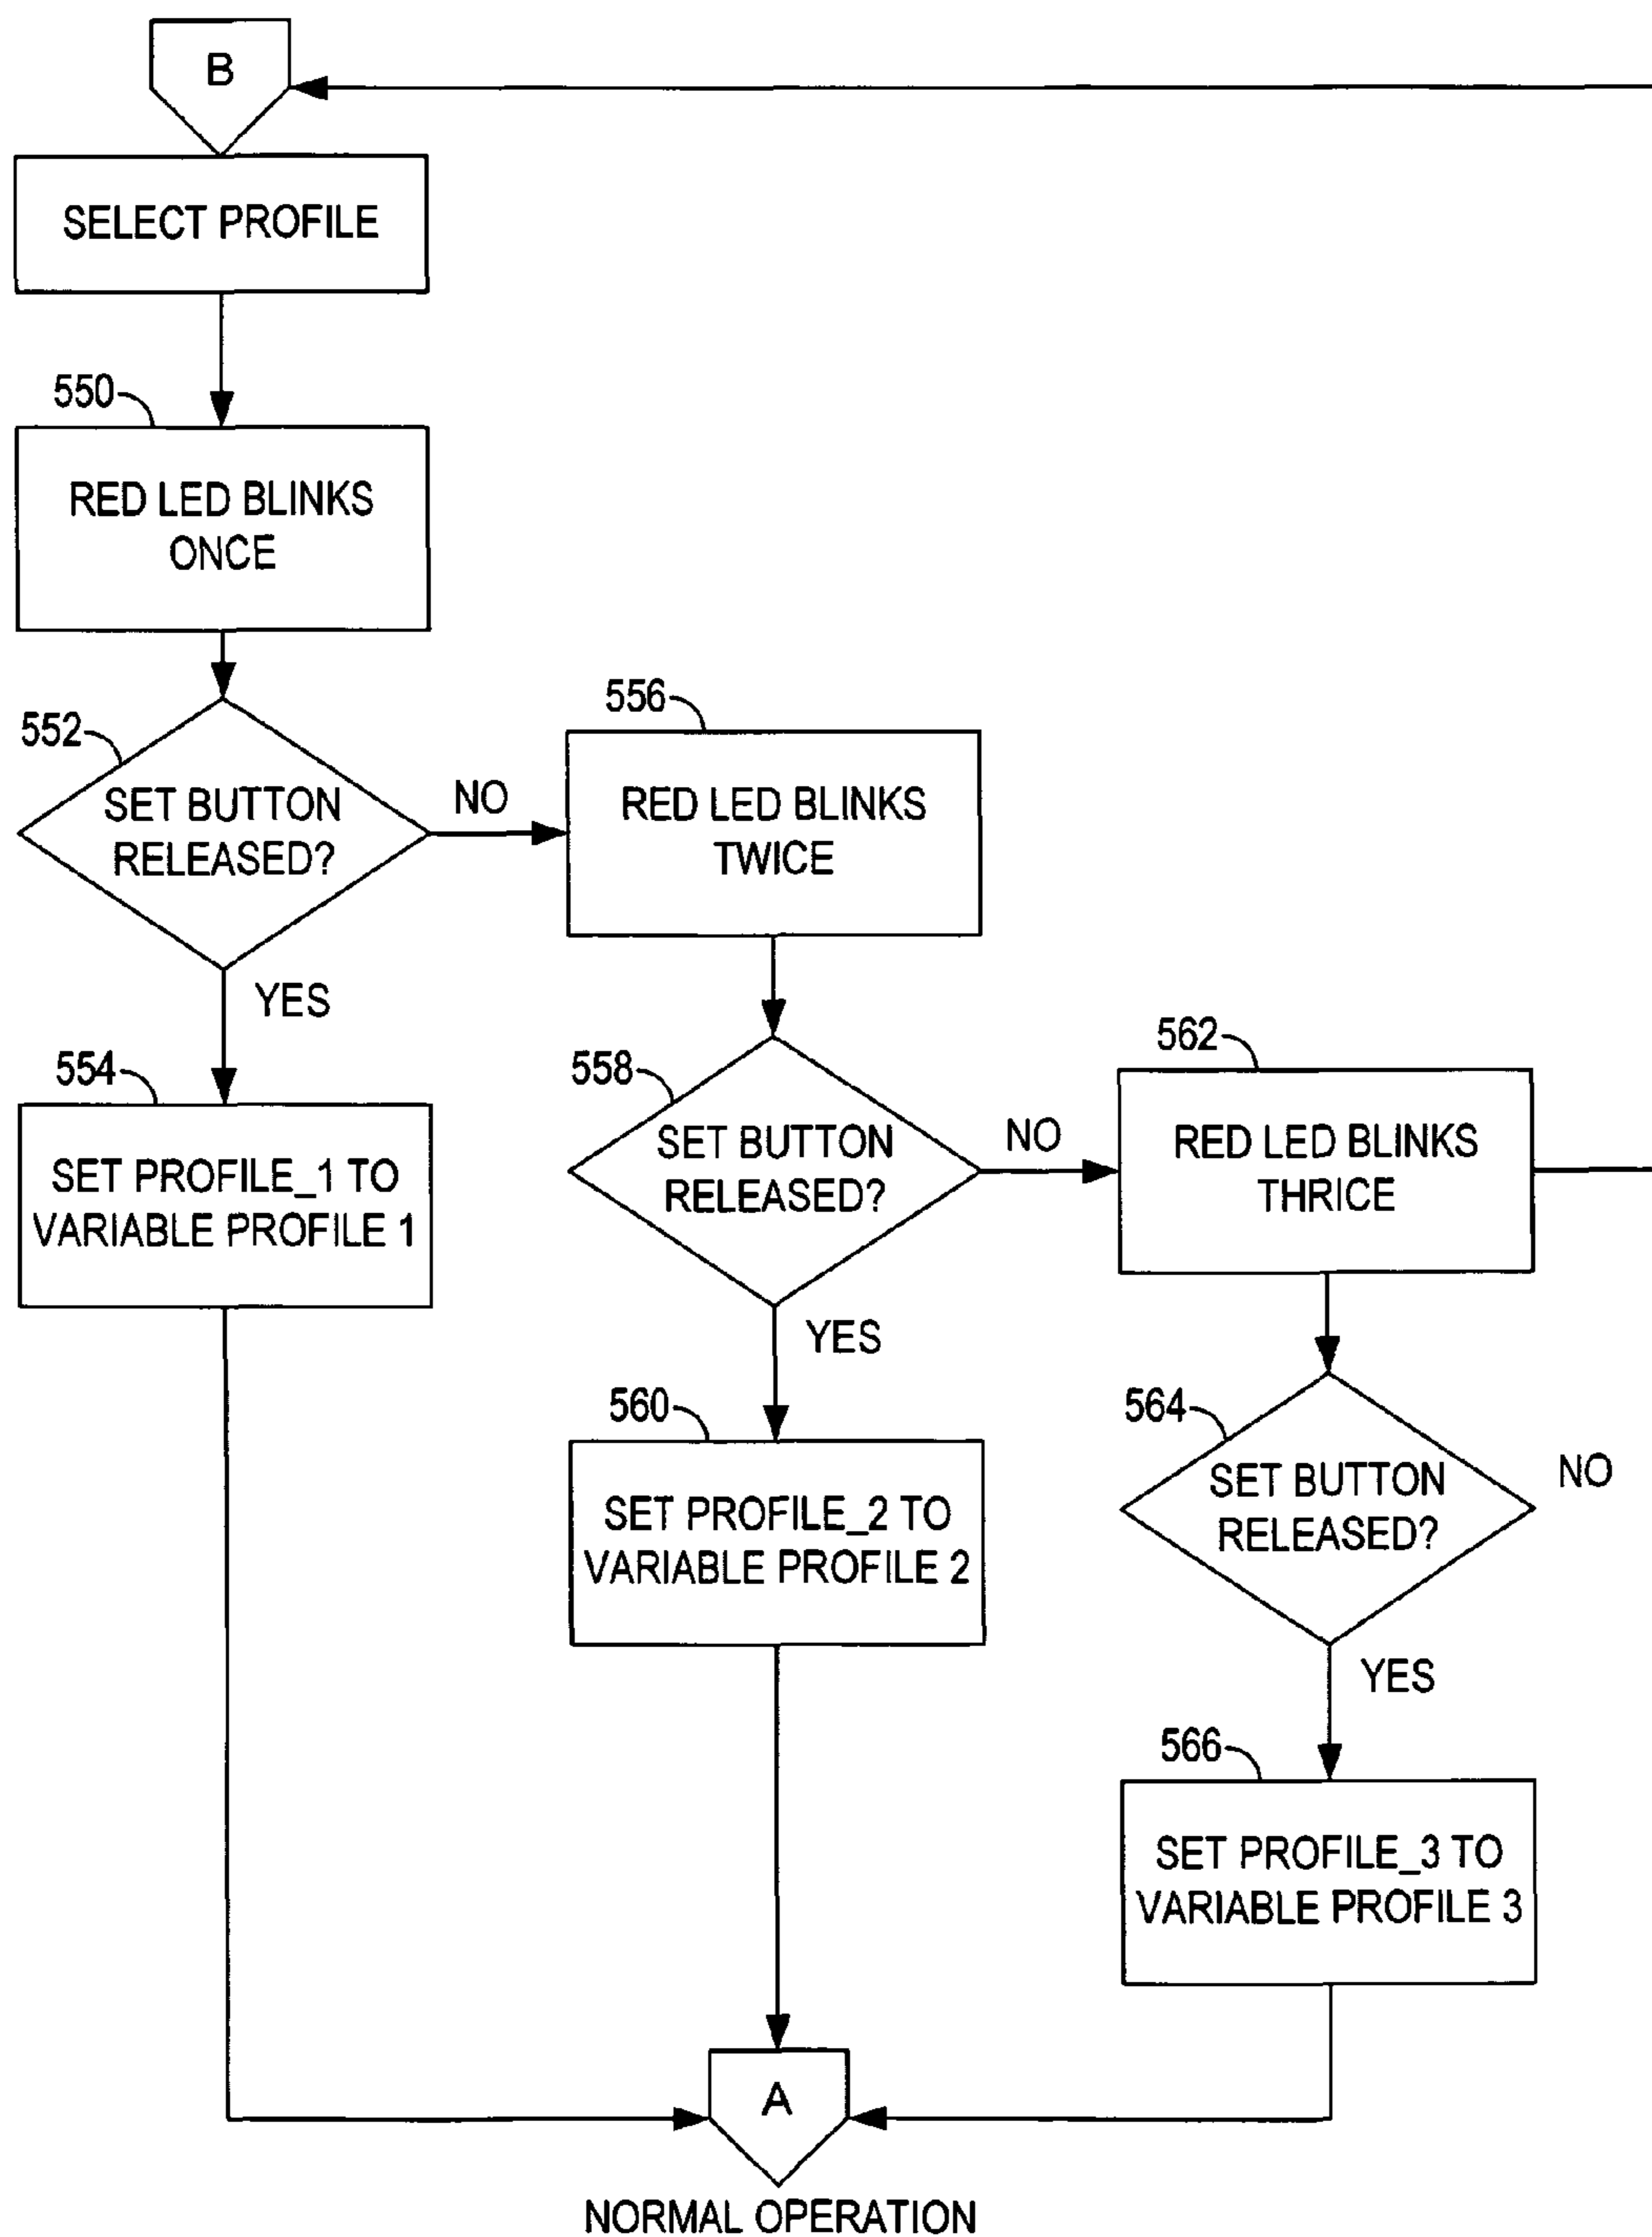 B
SELECT PROFILE
550
RED LED BLINKS
ONCE
552
SET BUTTON
RELEASED?
NO
YES
554
SET PROFILE_1 TO
VARIABLE PROFILE 1
556
RED LED BLINKS
TWICE
558
SET BUTTON
RELEASED?
NO
YES
560
SET PROFILE_2 TO
VARIABLE PROFILE 2
562
RED LED BLINKS
THRICE
564
SET BUTTON
RELEASED?
NO
YES
566
SET PROFILE_3 TO
VARIABLE PROFILE 3
A
NORMAL OPERATION